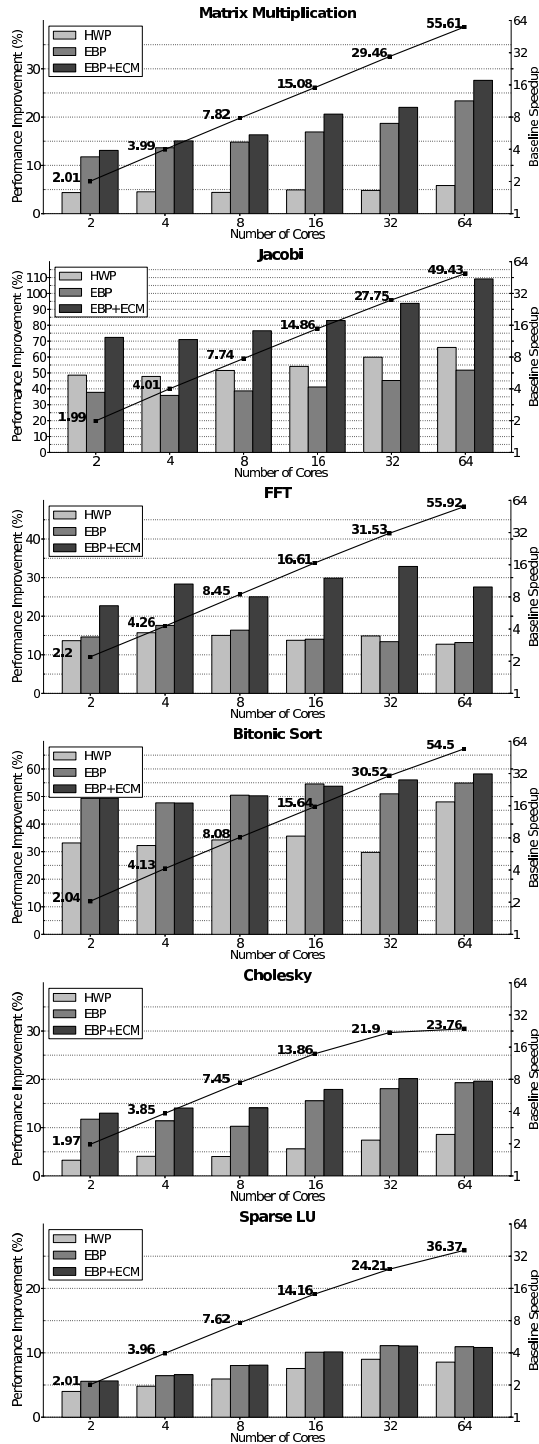 Matrix Multiplication
Performance Improvement (%)
Baseline Speedup
HWP
EBP
EBP+ECM
0
10
20
30
1
2
4
8
16
32
64
2.01
3.99
7.82
15.08
29.46
55.61
2 4 8 16 32 64
Number of Cores
Jacobi
Performance Improvement (%)
Baseline Speedup
HWP
EBP
EBP+ECM
0
10
20
30
40
50
60
70
80
90
100
110
1
2
4
8
16
32
64
1.99
4.01
7.74
14.86
27.75
49.43
2 4 8 16 32 64
Number of Cores
FFT
Performance Improvement (%)
Baseline Speedup
HWP
EBP
EBP+ECM
0
10
20
30
40
1
2
4
8
16
32
64
2.2
4.26
8.45
16.61
31.53
55.92
2 4 8 16 32 64
Number of Cores
Bitonic Sort
Performance Improvement (%)
Baseline Speedup
HWP
EBP
EBP+ECM
0
10
20
30
40
50
60
1
2
4
8
16
32
64
2.04
4.13
8.08
15.64
30.52
54.5
2 4 8 16 32 64
Number of Cores
Cholesky
Performance Improvement (%)
Baseline Speedup
HWP
EBP
EBP+ECM
0
10
20
30
1
2
4
8
16
32
64
1.97
3.85
7.45
13.86
21.9
23.76
2 4 8 16 32 64
Number of Cores
Sparse LU
Performance Improvement (%)
Baseline Speedup
HWP
EBP
EBP+ECM
0
10
20
1
2
4
8
16
32
64
2.01
3.96
7.62
14.16
24.21
36.37
2 4 8 16 32 64
Number of Cores